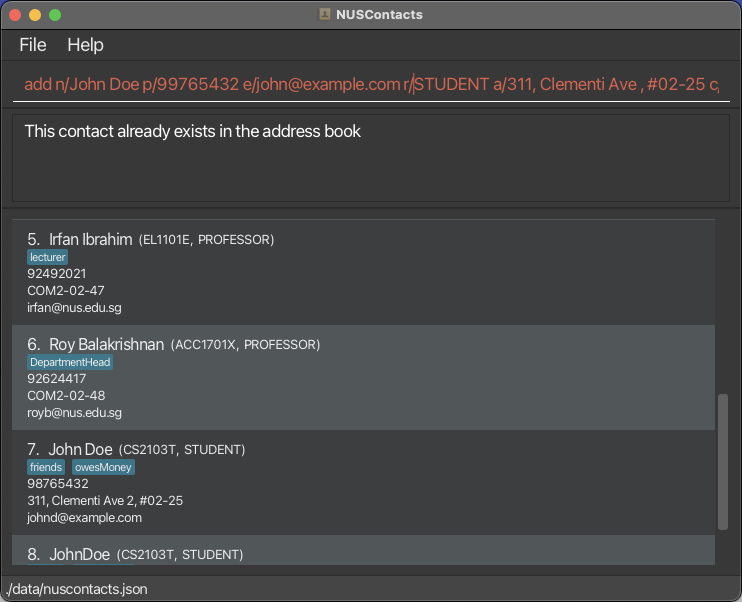 NUSContacts
File Help
add n/John Doe p/99765432 e/john@example.com r/STUDENT a/311, Clementi Ave , #02-25 c
This contact already exists in the address book
5. Irfan Ibrahim (EL1101E, PROFESSOR)
lecturer
92492021
COM2-02-47
irfan@nus.edu.sg
6. Roy Balakrishnan (ACC1701X, PROFESSOR)
DepartmentHead
92624417
COM2-02-48
royb@nus.edu.sg
7. John Doe (CS2103T, STUDENT)
friends owesMoney
98765432
311, Clementi Ave 2, #02-25
johnd@example.com
8. JohnDoe (CS2103T, STUDENT)
./data/nuscontacts.json